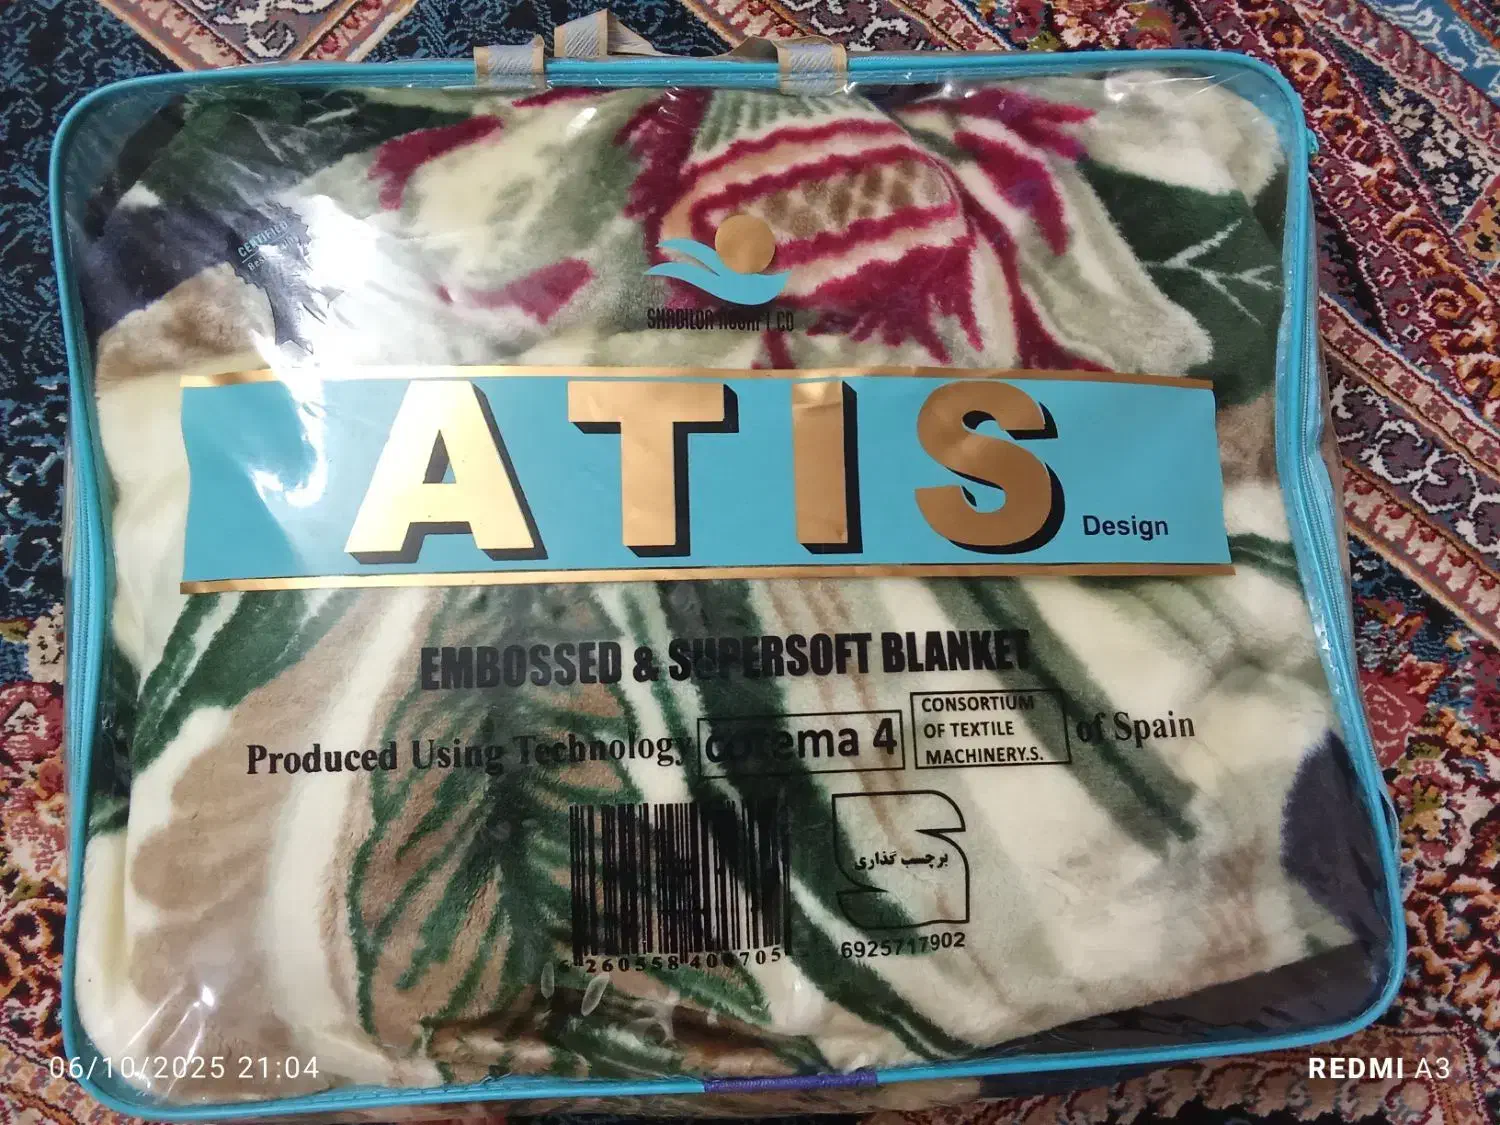 CERTIFIED
ATIS
Design
EMBOSSED & SUPERSOFT BLANKET
Produced Using Technology cotema 4 CONSORTIUM OF TEXTILE MACHINERY.S. of Spain
برچسب گذاری
6925717902
06/10/2025 21:04
REDMI A3